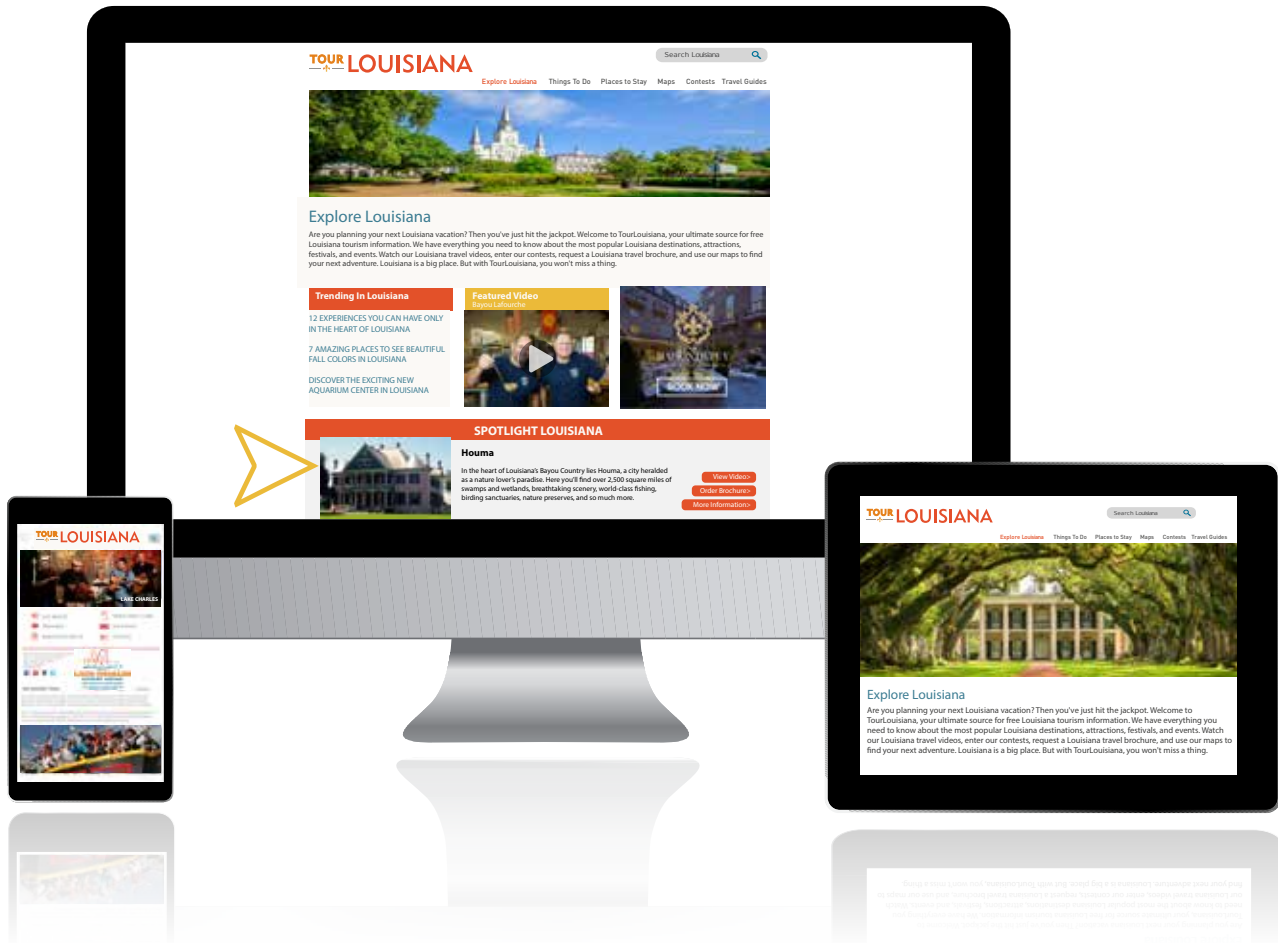 TOUR LOUISIANA
Search Louisiana
Explore Louisiana Things To Do Places to Stay Maps Contests Travel Guides
Explore Louisiana
Are you planning your next Louisiana vacation? Then you've just hit the jackpot. Welcome to TourLouisiana, your ultimate source for free
Louisiana tourism information. We have everything you need to know about the most popular Louisiana destinations, attractions,
festivals, and events. Watch our Louisiana travel videos, enter our contests, request a Louisiana travel brochure, and use our maps to find
your next adventure. Louisiana is a big place. But with TourLouisiana, you won't miss a thing.
Trending In Louisiana
12 EXPERIENCES YOU CAN HAVE ONLY
IN THE HEART OF LOUISIANA
7 AMAZING PLACES TO SEE BEAUTIFUL
FALL COLORS IN LOUISIANA
DISCOVER THE EXCITING NEW
AQUARIUM CENTER IN LOUISIANA
Featured Video
Bayou Lafourche
BOOK NOW
SPOTLIGHT LOUISIANA
Houma
In the heart of Louisiana's Bayou Country lies Houma, a city heralded
as a nature lover's paradise. Here you'll find over 2,500 square miles of
swamps and wetlands, breathtaking scenery, world-class fishing,
birding sanctuaries, nature preserves, and so much more.
View Video>
Order Brochure>
More Information>
TOUR LOUISIANA
LAKE CHARLES
TOUR LOUISIANA
Search Louisiana
Explore Louisiana Things To Do Places to Stay Maps Contests Travel Guides
Explore Louisiana
Are you planning your next Louisiana vacation? Then you've just hit the jackpot. Welcome to
TourLouisiana, your ultimate source for free Louisiana tourism information. We have everything you
need to know about the most popular Louisiana destinations, attractions, festivals, and events. Watch
our Louisiana travel videos, enter our contests, request a Louisiana travel brochure, and use our maps to
find your next adventure. Louisiana is a big place. But with TourLouisiana, you won't miss a thing.